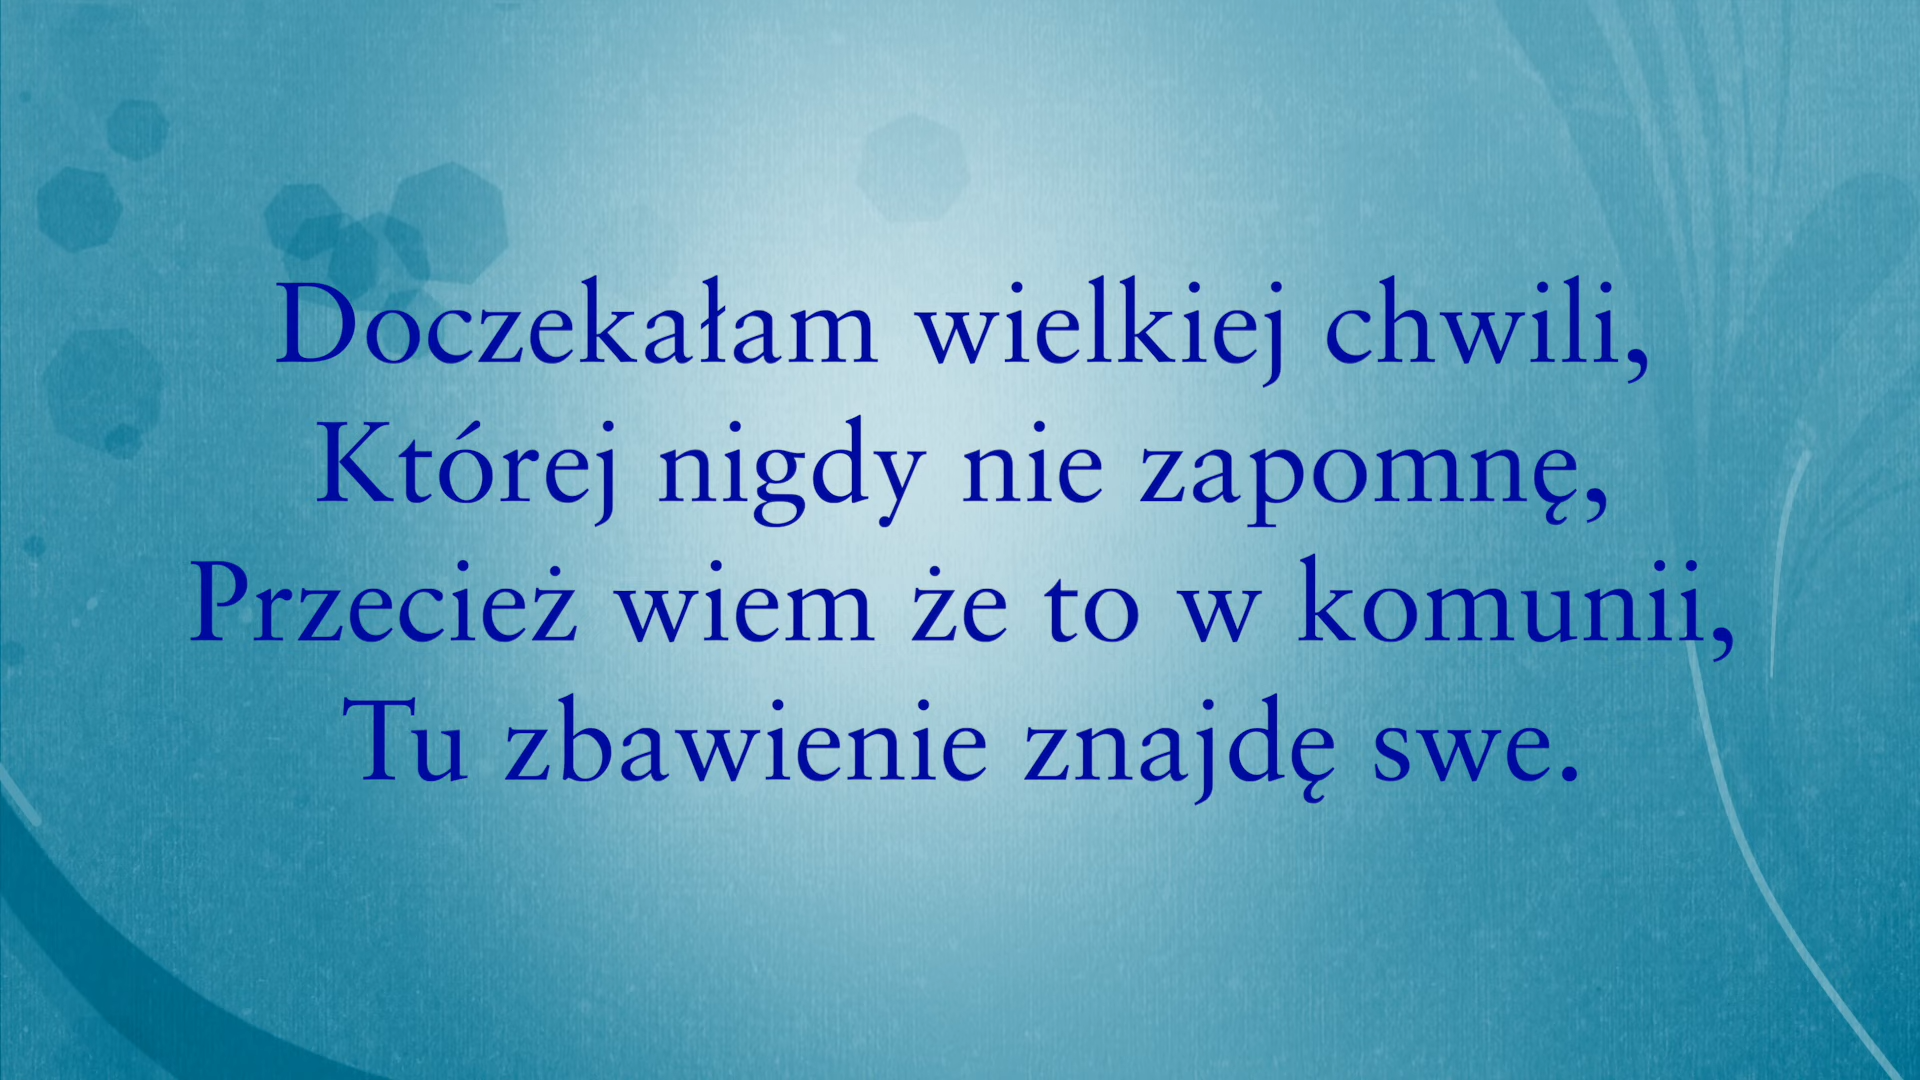 Doczekałam wielkiej chwili,
Której nigdy nie zapomnę,
Przecież wiem że to w komunii,
Tu zbawienie znajdę swe.